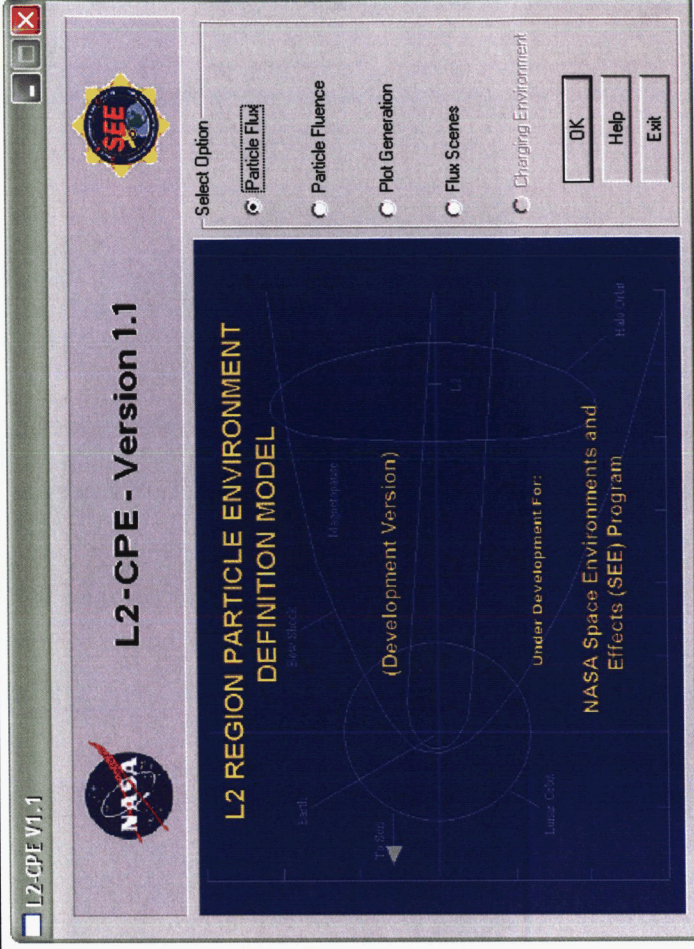 L2-CPE V1.1
NASA
L2-CPE - Version 1.1
SEE
L2 REGION PARTICLE ENVIRONMENT
DEFINITION MODEL
Bow Shock
Magnetopause
Earth
To Sun
(Development Version)
L2
Under Development For:
Lunar Orbit
Halo Orbit
NASA Space Environments and
Effects (SEE) Program
Select Option
Particle Flux
Particle Fluence
Plot Generation
Flux Scenes
Charging Environment
OK
Help
Exit